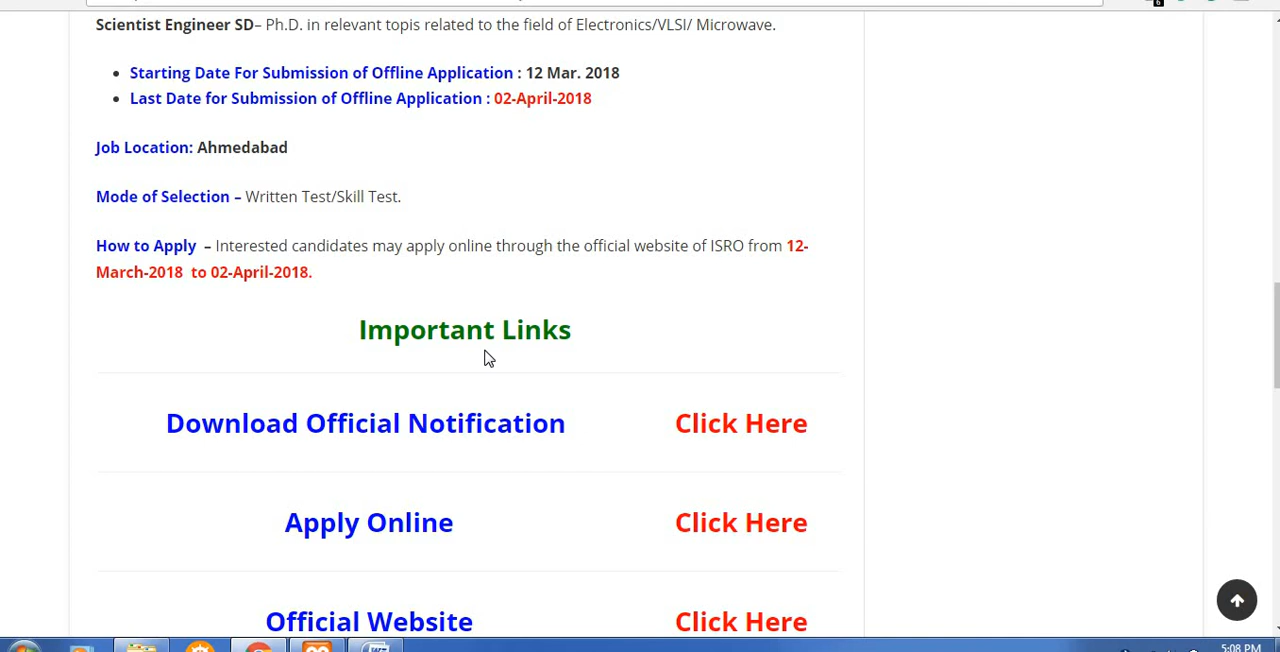 Scientist Engineer SD– Ph.D. in relevant topis related to the field of Electronics/VLSI/ Microwave.
Starting Date For Submission of Offline Application : 12 Mar. 2018
Last Date for Submission of Offline Application : 02-April-2018
Job Location: Ahmedabad
Mode of Selection – Written Test/Skill Test.
How to Apply – Interested candidates may apply online through the official website of ISRO from 12-
March-2018 to 02-April-2018.
Important Links
Download Official Notification Click Here
Apply Online Click Here
Official Website Click Here
5:08 PM